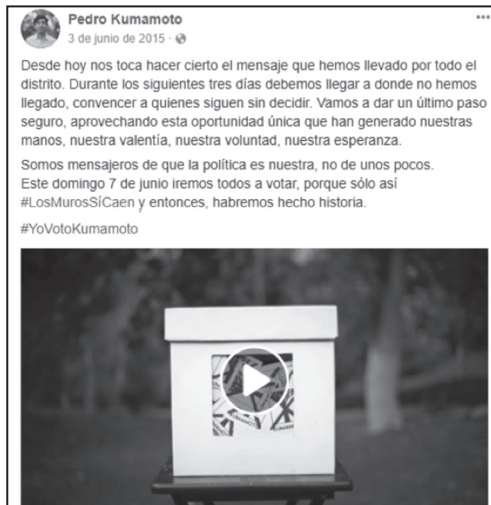 Pedro Kumamoto
3 de junio de 2015 ·
Desde hoy nos toca hacer cierto el mensaje que hemos llevado por todo el
distrito. Durante los siguientes tres días debemos llegar a donde no hemos
llegado, convencer a quienes siguen sin decidir. Vamos a dar un último paso
seguro, aprovechando esta oportunidad única que han generado nuestras
manos, nuestra valentía, nuestra voluntad, nuestra esperanza.
Somos mensajeros de que la política es nuestra, no de unos pocos.
Este domingo 7 de junio iremos todos a votar, porque sólo así
#LosMurosSíCaen y entonces, habremos hecho historia.
#YoVotoKumamoto